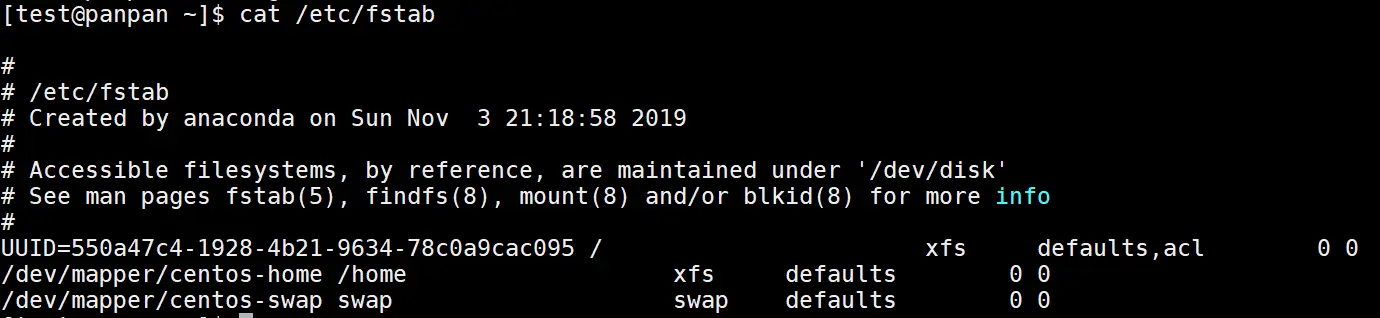 [test@panpan ~]$ cat /etc/fstab
#
# /etc/fstab
# Created by anaconda on Sun Nov  3 21:18:58 2019
#
# Accessible filesystems, by reference, are maintained under '/dev/disk'
# See man pages fstab(5), findfs(8), mount(8) and/or blkid(8) for more info
#
UUID=550a47c4-1928-4b21-9634-78c0a9cac095 /                       xfs     defaults,acl        0 0
/dev/mapper/centos-home /home                   xfs     defaults        0 0
/dev/mapper/centos-swap swap                    swap    defaults        0 0